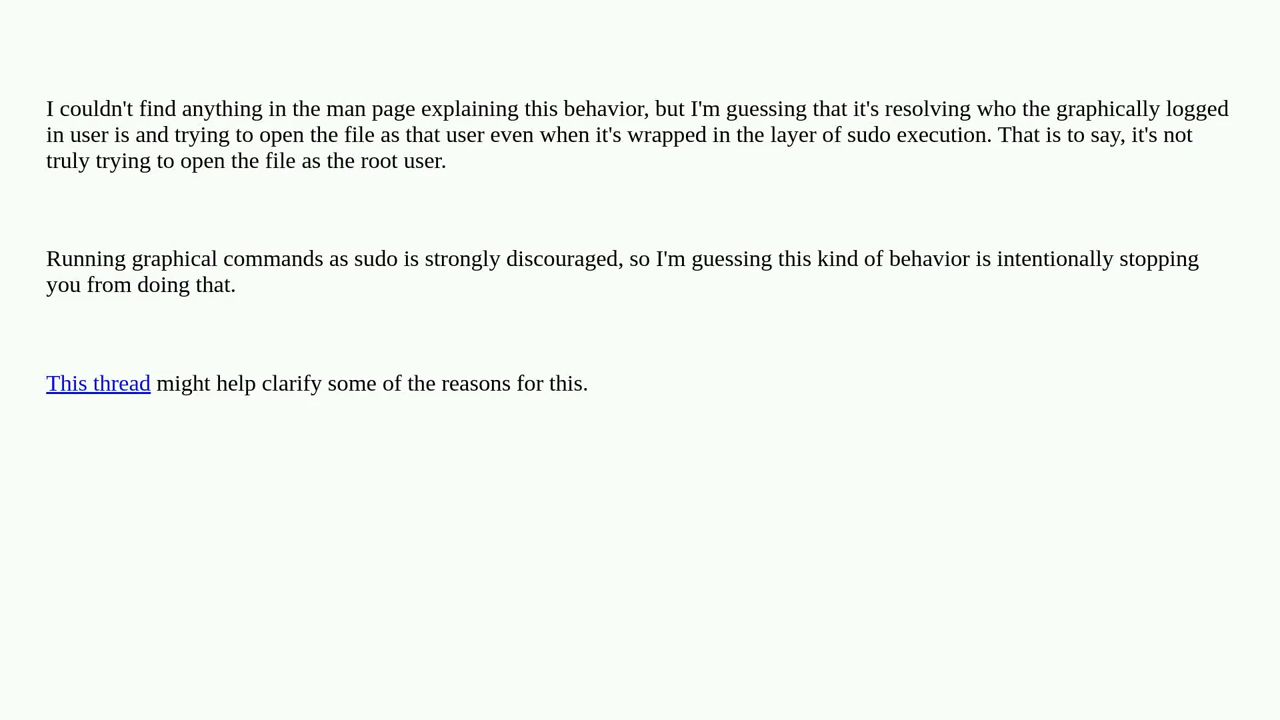 I couldn't find anything in the man page explaining this behavior, but I'm guessing that it's resolving who the graphically logged
in user is and trying to open the file as that user even when it's wrapped in the layer of sudo execution. That is to say, it's not
truly trying to open the file as the root user.
Running graphical commands as sudo is strongly discouraged, so I'm guessing this kind of behavior is intentionally stopping
you from doing that.
This thread might help clarify some of the reasons for this.